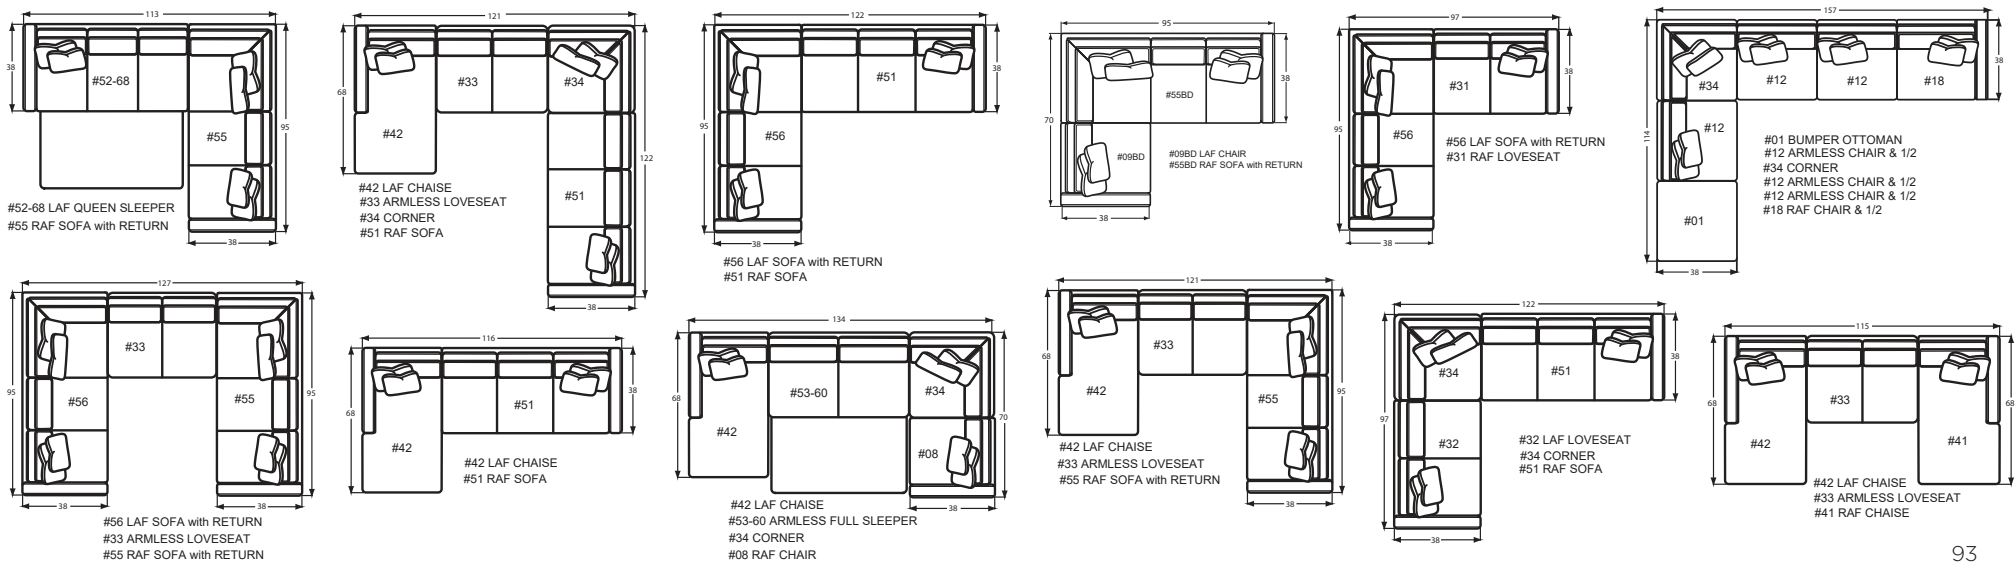 113
38
#52-68
#55
95
38
#52-68 LAF QUEEN SLEEPER
#55 RAF SOFA with RETURN
121
68
#33
#34
#42
#51
122
38
#42 LAF CHAISE
#33 ARMLESS LOVESEAT
#34 CORNER
#51 RAF SOFA
122
38
#51
95
#56
38
#56 LAF SOFA with RETURN
#51 RAF SOFA
95
38
#55BD
70
#09BD
38
#09BD LAF CHAIR
#55BD RAF SOFA with RETURN
97
38
#31
95
#56
38
#56 LAF SOFA with RETURN
#31 RAF LOVESEAT
157
38
#34
#12
#12
#18
114
#12
#01
38
#01 BUMPER OTTOMAN
#12 ARMLESS CHAIR & 1/2
#34 CORNER
#12 ARMLESS CHAIR & 1/2
#12 ARMLESS CHAIR & 1/2
#18 RAF CHAIR & 1/2
127
#33
95
#56
#55
95
38
38
#56 LAF SOFA with RETURN
#33 ARMLESS LOVESEAT
#55 RAF SOFA with RETURN
116
38
68
#51
#42
#42 LAF CHAISE
#51 RAF SOFA
134
68
#53-60
#34
70
#42
#08
38
#42 LAF CHAISE
#53-60 ARMLESS FULL SLEEPER
#34 CORNER
#08 RAF CHAIR
121
68
#33
#42
#55
95
38
#42 LAF CHAISE
#33 ARMLESS LOVESEAT
#55 RAF SOFA with RETURN
122
38
#34
#51
97
#32
38
#32 LAF LOVESEAT
#34 CORNER
#51 RAF SOFA
115
68
#33
68
#42
#41
#42 LAF CHAISE
#33 ARMLESS LOVESEAT
#41 RAF CHAISE
93